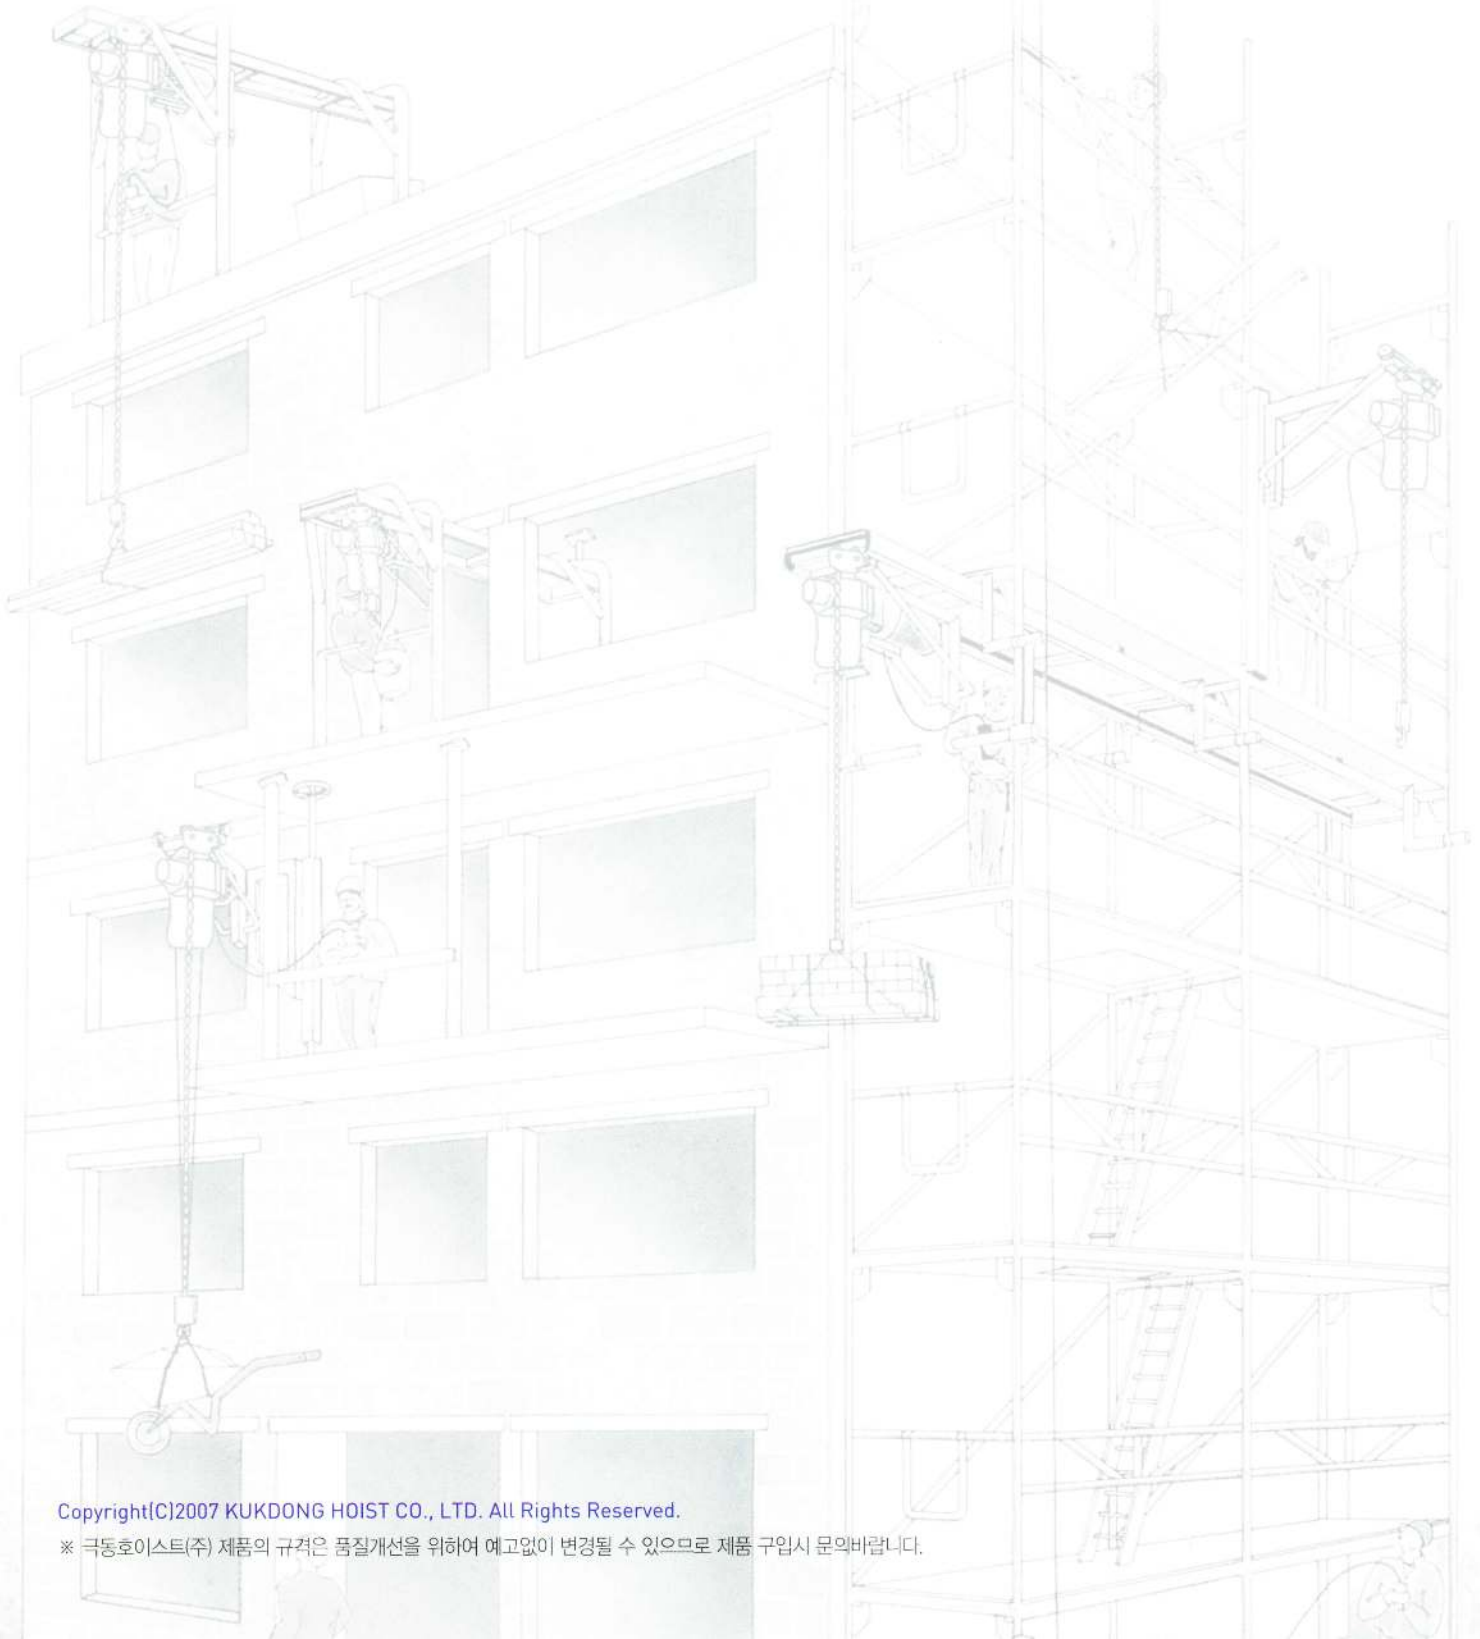 Copyright(C)2007 KUKDONG HOIST CO., LTD. All Rights Reserved.
※ 극동호이스트(주) 제품의 규격은 품질개선을 위하여 예고없이 변경될 수 있으므로 제품 구입시 문의바랍니다.